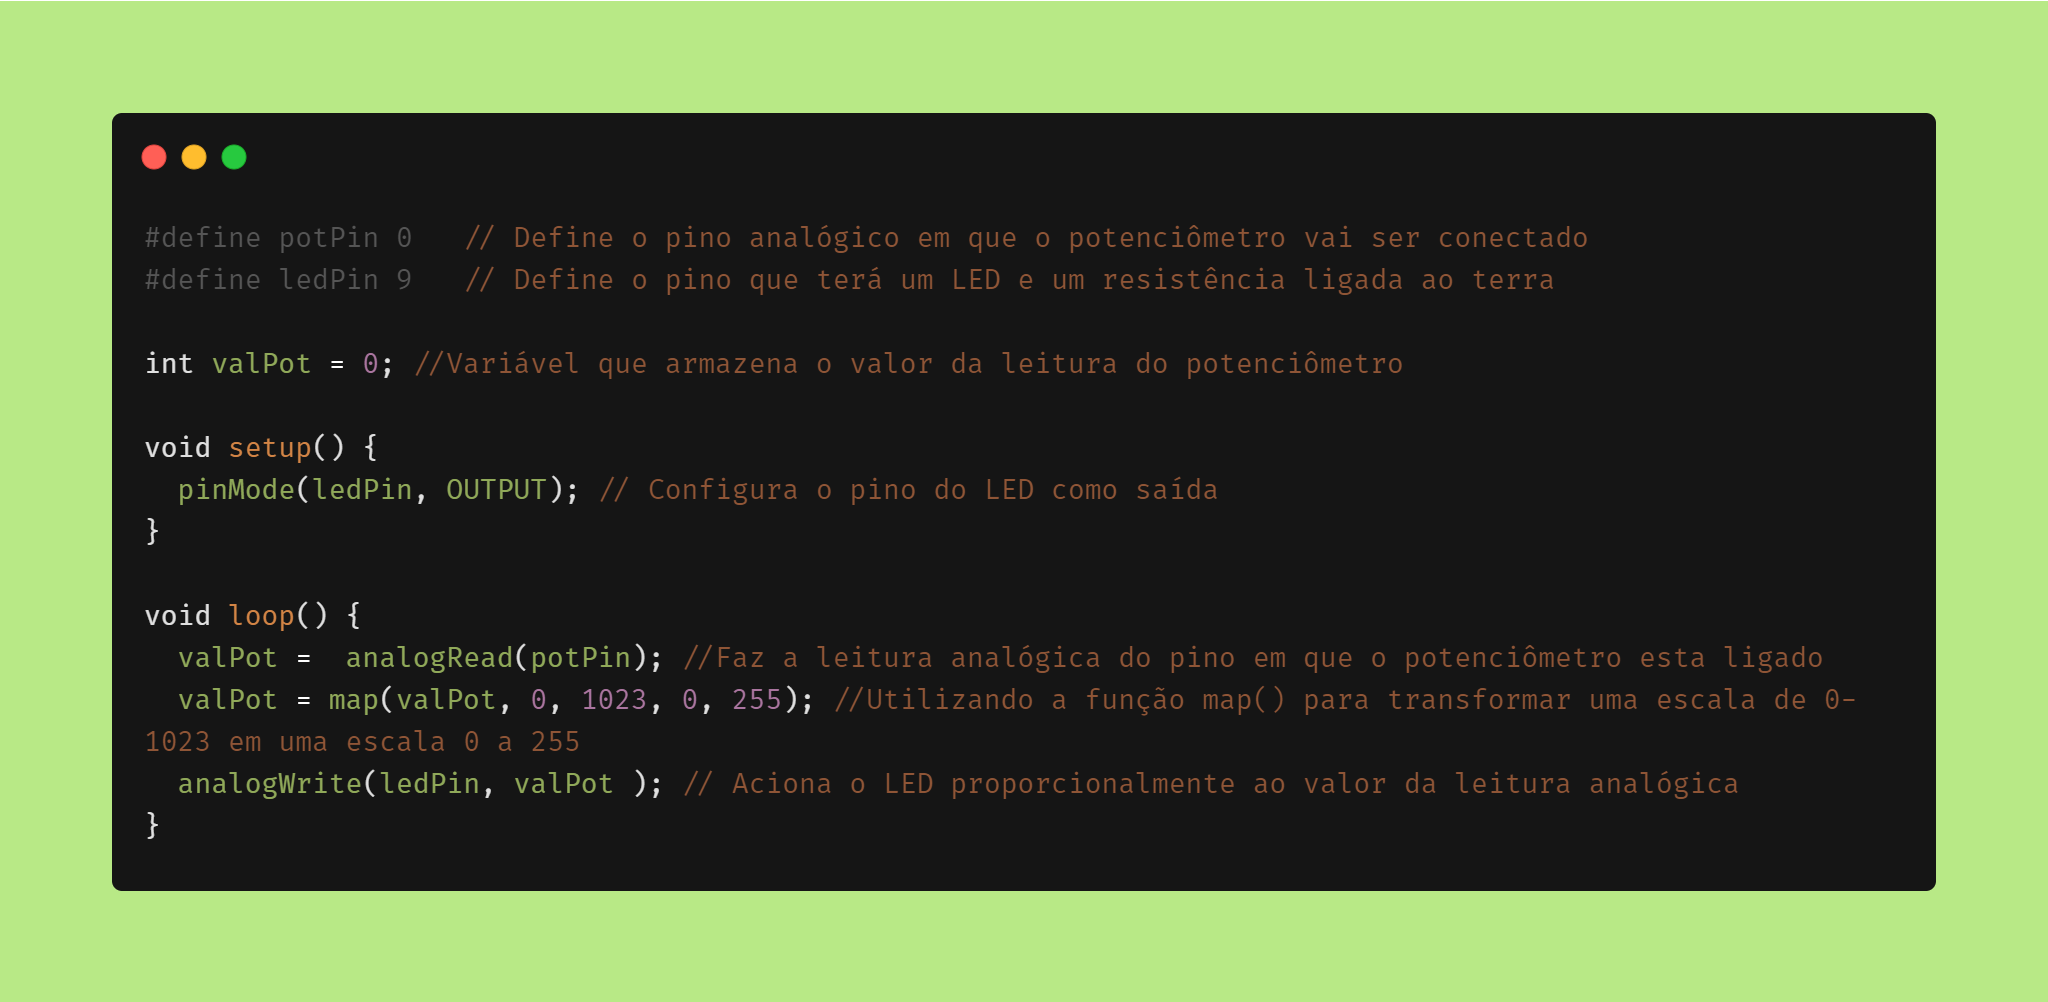 #define potPin 0   // Define o pino analógico em que o potenciômetro vai ser conectado
#define ledPin 9   // Define o pino que terá um LED e um resistência ligada ao terra
int valPot = 0; //Variável que armazena o valor da leitura do potenciômetro
void setup() {
  pinMode(ledPin, OUTPUT); // Configura o pino do LED como saída
}
void loop() {
  valPot =  analogRead(potPin); //Faz a leitura analógica do pino em que o potenciômetro esta ligado
  valPot = map(valPot, 0, 1023, 0, 255); //Utilizando a função map() para transformar uma escala de 0-
1023 em uma escala 0 a 255
  analogWrite(ledPin, valPot ); // Aciona o LED proporcionalmente ao valor da leitura analógica
}